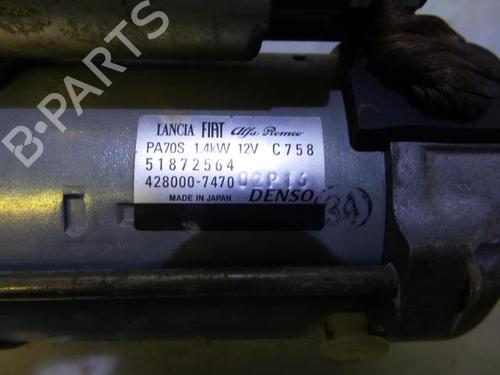 LANCIA FIAT Alfa Romeo
PA70S 1.4kW 12V C758
51872564
428000-7470 02P16
MADE IN JAPAN DENSO 34
B-PARTS